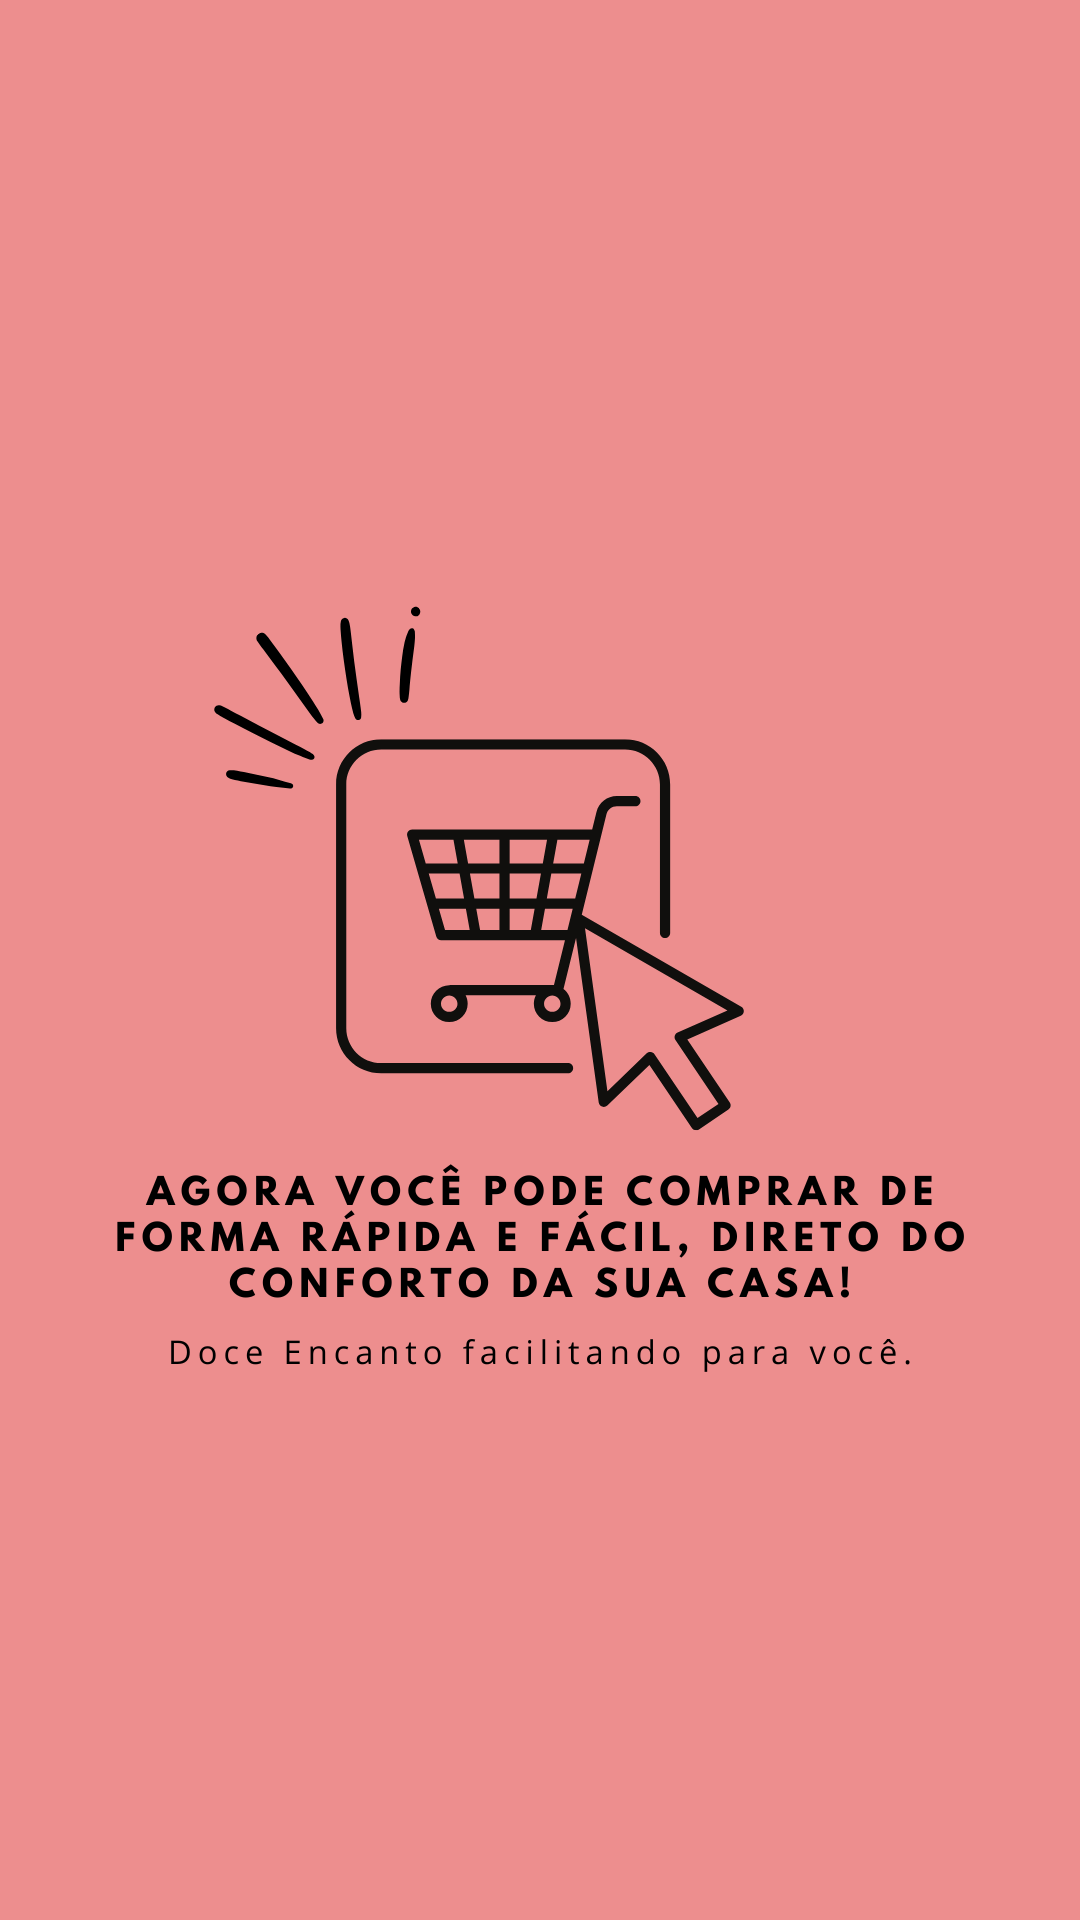 AGORA VOCÊ PODE COMPRAR DE
FORMA RÁPIDA E FÁCIL, DIRETO DO
CONFORTO DA SUA CASA!
Doce Encanto facilitando para você.